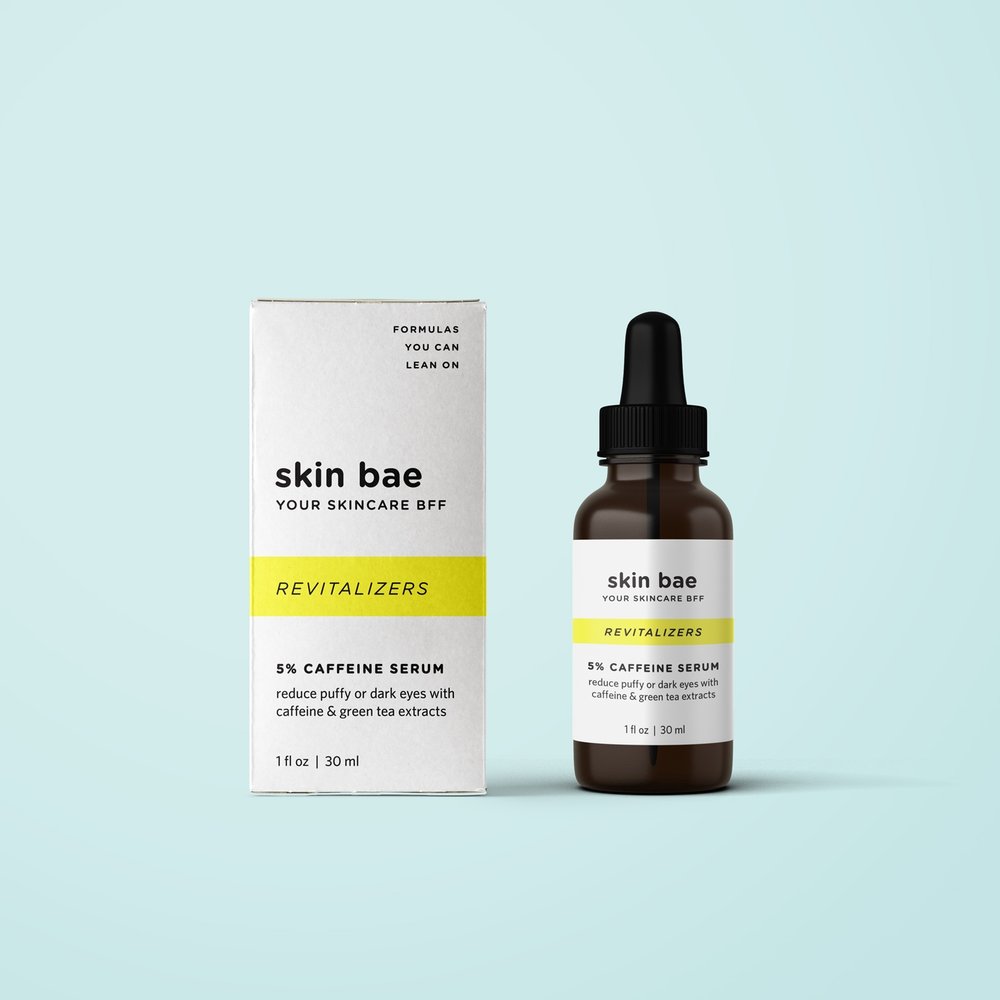 FORMULAS
YOU CAN
LEAN ON
skin bae
YOUR SKINCARE BFF
REVITALIZERS
5% CAFFEINE SERUM
reduce puffy or dark eyes with
caffeine & green tea extracts
1 fl oz | 30 ml
skin bae
YOUR SKINCARE BFF
REVITALIZERS
5% CAFFEINE SERUM
reduce puffy or dark eyes with
caffeine & green tea extracts
1 fl oz | 30 ml